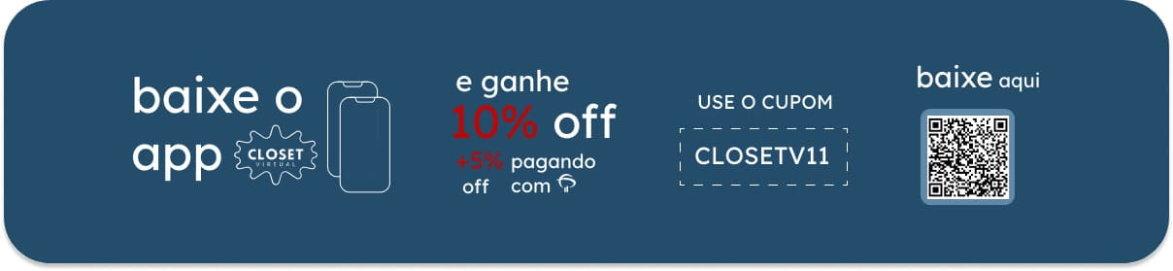 baixe o
app
CLOSET
VIRTUAL
e ganhe
10% off
+5% pagando
off com
USE O CUPOM
CLOSETV11
baixe aqui